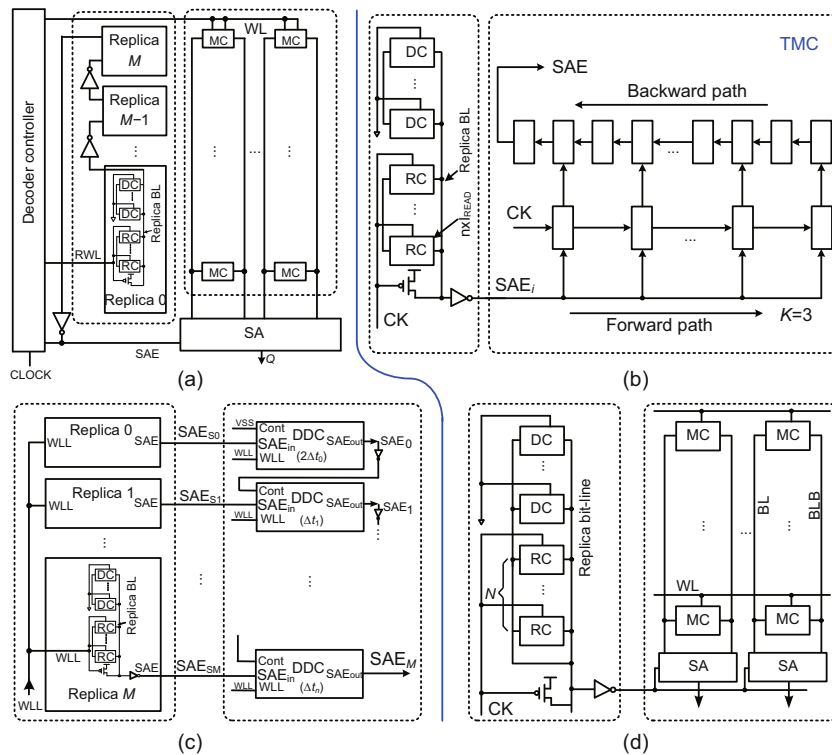 Decoder controller
CLOCK
RWL
Replica
M
Replica
M−1
DC
DC
RC
RC
Replica BL
Replica 0
WL
MC
MC
...
MC
MC
SA
SAE
Q
(a)
DC
DC
RC
RC
Replica BL
nxI_READ
CK
SAE_i
TMC
SAE
Backward path
...
CK
...
Forward path
K=3
(b)
Replica 0
WLL
SAE
Replica 1
WLL
SAE
DC
DC
RC
RC
Replica BL
WLL
SAE
Replica M
WLL
SAE_S0
SAE_S1
SAE_SM
VSS
WLL
Cont
SAE_in
WLL
DDC
(2Δt_0)
SAE_out
SAE_0
WLL
Cont
SAE_in
WLL
DDC
(Δt_1)
SAE_out
SAE_1
WLL
Cont
SAE_in
WLL
DDC
(Δt_n)
SAE_out
SAE_M
(c)
DC
DC
RC
N
RC
Replica bit-line
CK
MC
MC
BL
BLB
...
WL
MC
MC
SA
SA
(d)